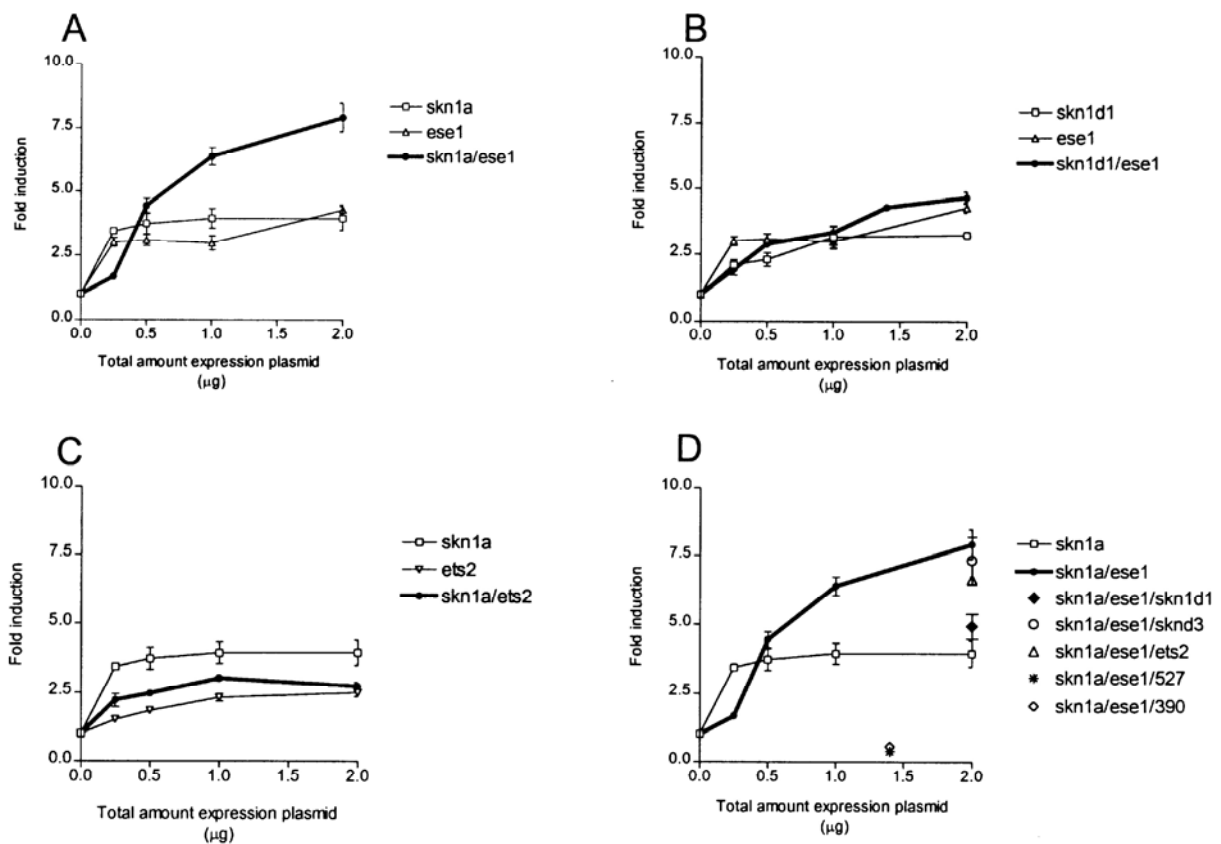 A
10.0
7.5
5.0
2.5
0.0
Fold induction
0.0 0.5 1.0 1.5 2.0
Total amount expression plasmid
(μg)
skn1a
ese1
skn1a/ese1
B
10.0
7.5
5.0
2.5
0.0
Fold induction
0.0 0.5 1.0 1.5 2.0
Total amount expression plasmid
(μg)
skn1d1
ese1
skn1d1/ese1
C
10.0
7.5
5.0
2.5
0.0
Fold induction
0.0 0.5 1.0 1.5 2.0
Total amount expression plasmid
(μg)
skn1a
ets2
skn1a/ets2
D
10.0
7.5
5.0
2.5
0.0
Fold induction
0.0 0.5 1.0 1.5 2.0
Total amount expression plasmid
(μg)
skn1a
skn1a/ese1
skn1a/ese1/skn1d1
skn1a/ese1/sknd3
skn1a/ese1/ets2
skn1a/ese1/527
skn1a/ese1/390